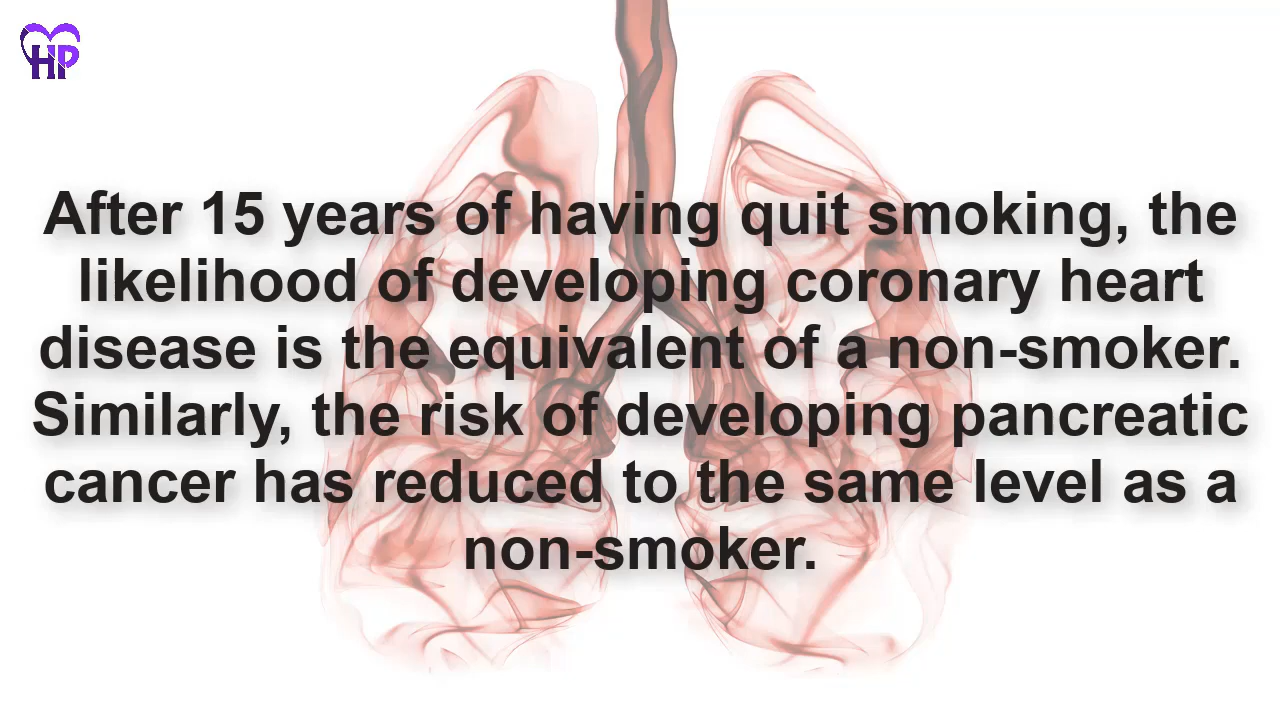 HP
After 15 years of having quit smoking, the
likelihood of developing coronary heart
disease is the equivalent of a non-smoker.
Similarly, the risk of developing pancreatic
cancer has reduced to the same level as a
non-smoker.